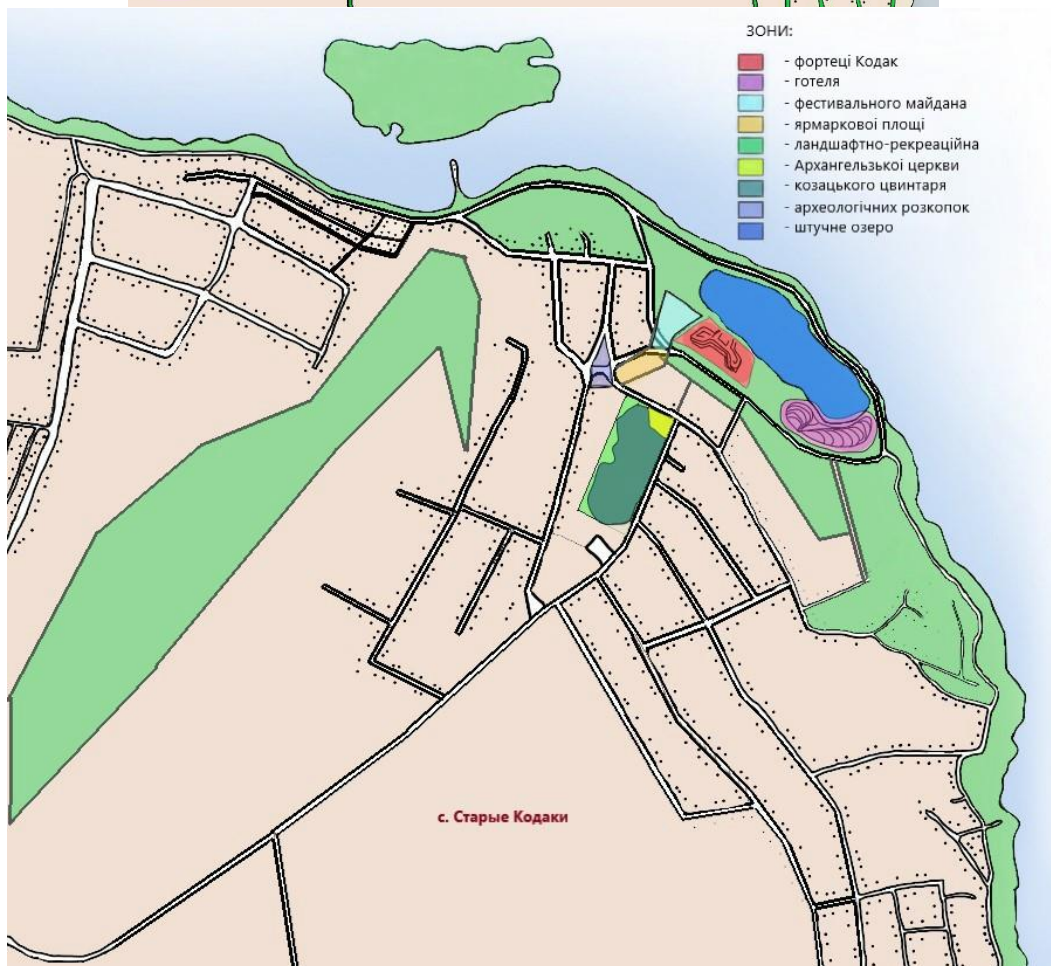 ЗОНИ:
- фортеці Кодак
- готеля
- фестивального майдана
- ярмаркової площі
- ландшафтно-рекреаційна
- Архангельзької церкви
- козацького цвинтаря
- археологічних розкопок
- штучне озеро
с. Старые Кодаки